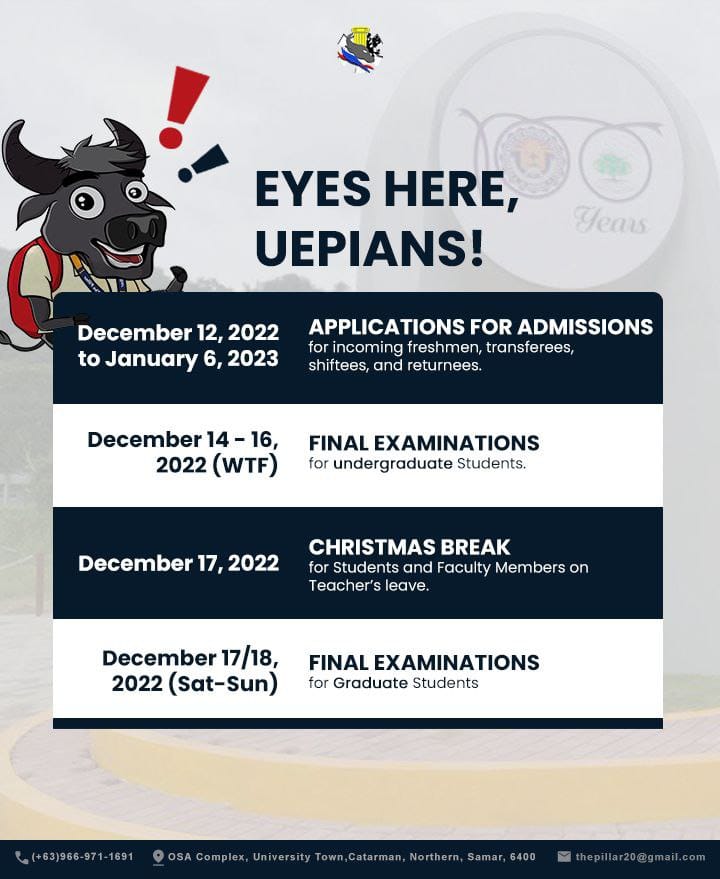 Years
EYES HERE,
UEPIANS!
December 12, 2022
to January 6, 2023
APPLICATIONS FOR ADMISSIONS
for incoming freshmen, transferees,
shiftees, and returnees.
December 14 - 16,
2022 (WTF)
FINAL EXAMINATIONS
for undergraduate Students.
December 17, 2022
CHRISTMAS BREAK
for Students and Faculty Members on
Teacher's leave.
December 17/18,
2022 (Sat-Sun)
FINAL EXAMINATIONS
for Graduate Students
(+63)966-971-1691
OSA Complex, University Town,Catarman, Northern, Samar, 6400
thepillar20@gmail.com